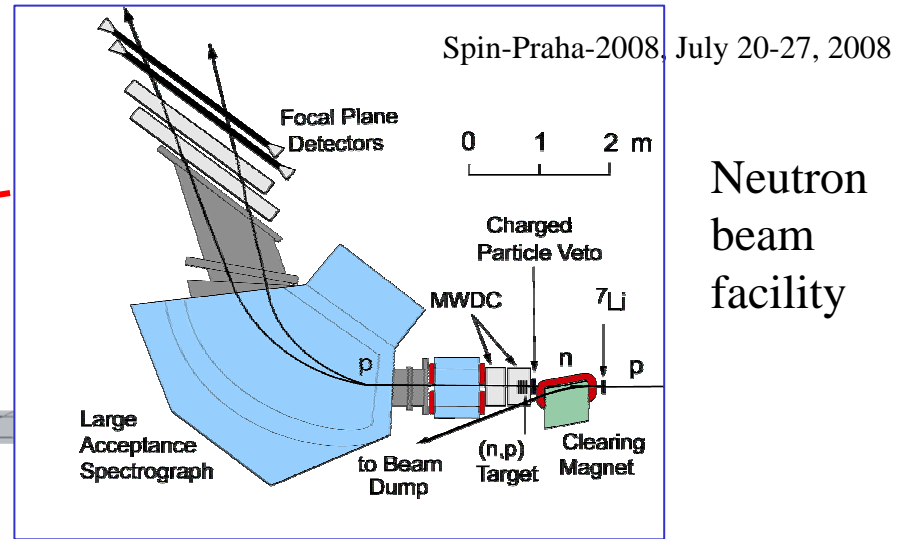 Spin-Praha-2008, July 20-27, 2008
Focal Plane
Detectors
0 1 2 m
Neutron
beam
facility
Charged
Particle Veto
MWDC
⁷Li
p
n
p
Large
Acceptance
Spectrograph
to Beam
Dump
(n,p)
Target
Clearing
Magnet